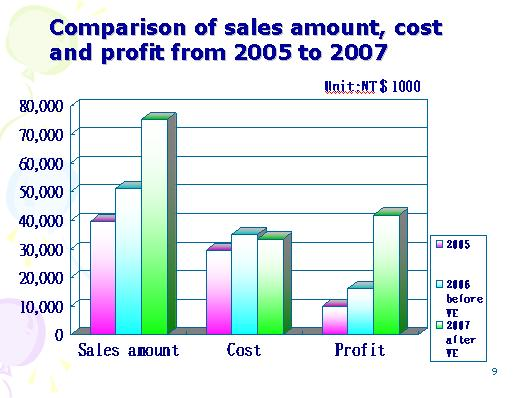 Comparison of sales amount, cost
and profit from 2005 to 2007
Unit:NT$1000
80,000
70,000
60,000
50,000
40,000
30,000
20,000
10,000
0
Sales amount
Cost
Profit
2005
2006
before
VE
2007
after
VE
9